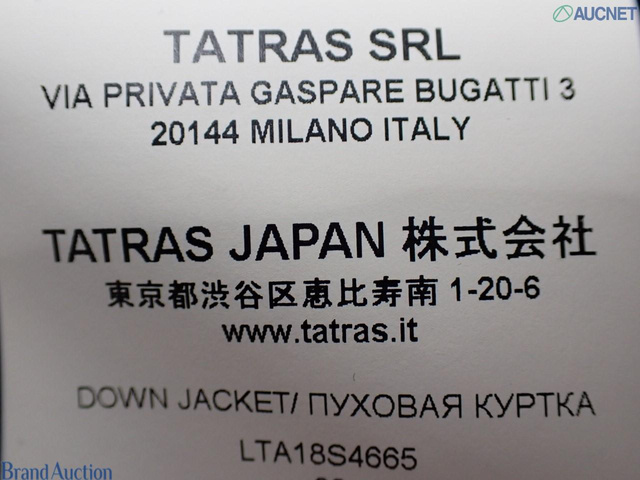 AUCNET
TATRAS SRL
VIA PRIVATA GASPARE BUGATTI 3
20144 MILANO ITALY
TATRAS JAPAN 株式会社
東京都渋谷区恵比寿南 1-20-6
www.tatras.it
DOWN JACKET/ ПУХОВАЯ КУРТКА
LTA18S4665
Brand Auction